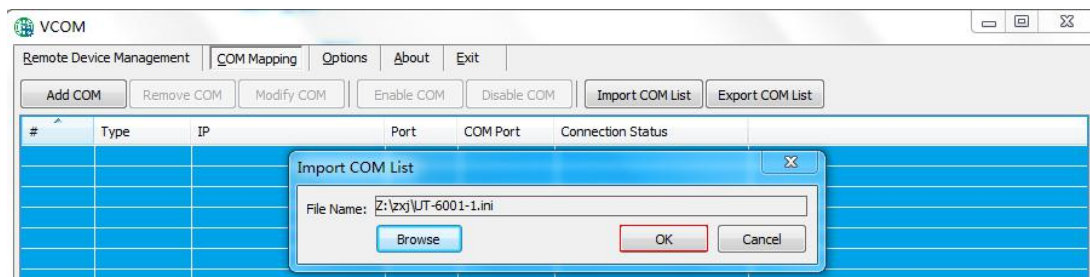 VCOM
Remote Device Management COM Mapping Options About Exit
Add COM Remove COM Modify COM Enable COM Disable COM Import COM List Export COM List
# Type IP Port COM Port Connection Status
Import COM List
File Name: Z:\zxj\UT-6001-1.ini
Browse OK Cancel